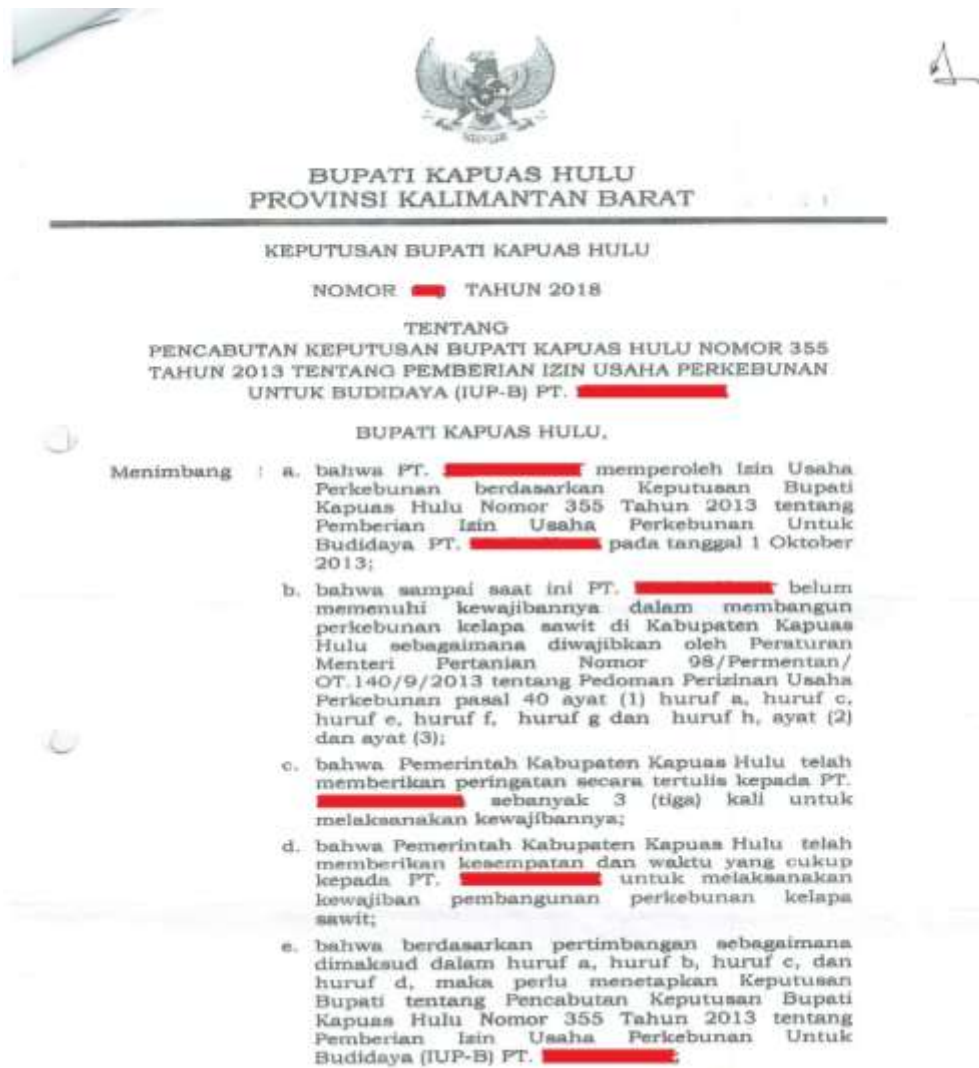 BUPATI KAPUAS HULU
PROVINSI KALIMANTAN BARAT
KEPUTUSAN BUPATI KAPUAS HULU
NOMOR TAHUN 2018
TENTANG
PENCABUTAN KEPUTUSAN BUPATI KAPUAS HULU NOMOR 355
TAHUN 2013 TENTANG PEMBERIAN IZIN USAHA PERKEBUNAN
UNTUK BUDIDAYA (IUP-B) PT.
BUPATI KAPUAS HULU,
Menimbang : a. bahwa PT. memperoleh Izin Usaha
Perkebunan berdasarkan Keputusan Bupati
Kapuas Hulu Nomor 355 Tahun 2013 tentang
Pemberian Izin Usaha Perkebunan Untuk
Budidaya PT. pada tanggal 1 Oktober
2013;
b. bahwa sampai saat ini PT. belum
memenuhi kewajibannya dalam membangun
perkebunan kelapa sawit di Kabupaten Kapuas
Hulu sebagaimana diwajibkan oleh Peraturan
Menteri Pertanian Nomor 98/Permentan/
OT.140/9/2013 tentang Pedoman Perizinan Usaha
Perkebunan pasal 40 ayat (1) huruf a, huruf c,
huruf e, huruf f, huruf g dan huruf h, ayat (2)
dan ayat (3);
c. bahwa Pemerintah Kabupaten Kapuas Hulu telah
memberikan peringatan secara tertulis kepada PT.
sebanyak 3 (tiga) kali untuk
melaksanakan kewajibannya;
d. bahwa Pemerintah Kabupaten Kapuas Hulu telah
memberikan kesempatan dan waktu yang cukup
kepada PT. untuk melaksanakan
kewajiban pembangunan perkebunan kelapa
sawit;
e. bahwa berdasarkan pertimbangan sebagaimana
dimaksud dalam huruf a, huruf b, huruf c, dan
huruf d, maka perlu menetapkan Keputusan
Bupati tentang Pencabutan Keputusan Bupati
Kapuas Hulu Nomor 355 Tahun 2013 tentang
Pemberian Izin Usaha Perkebunan Untuk
Budidaya (IUP-B) PT. ;